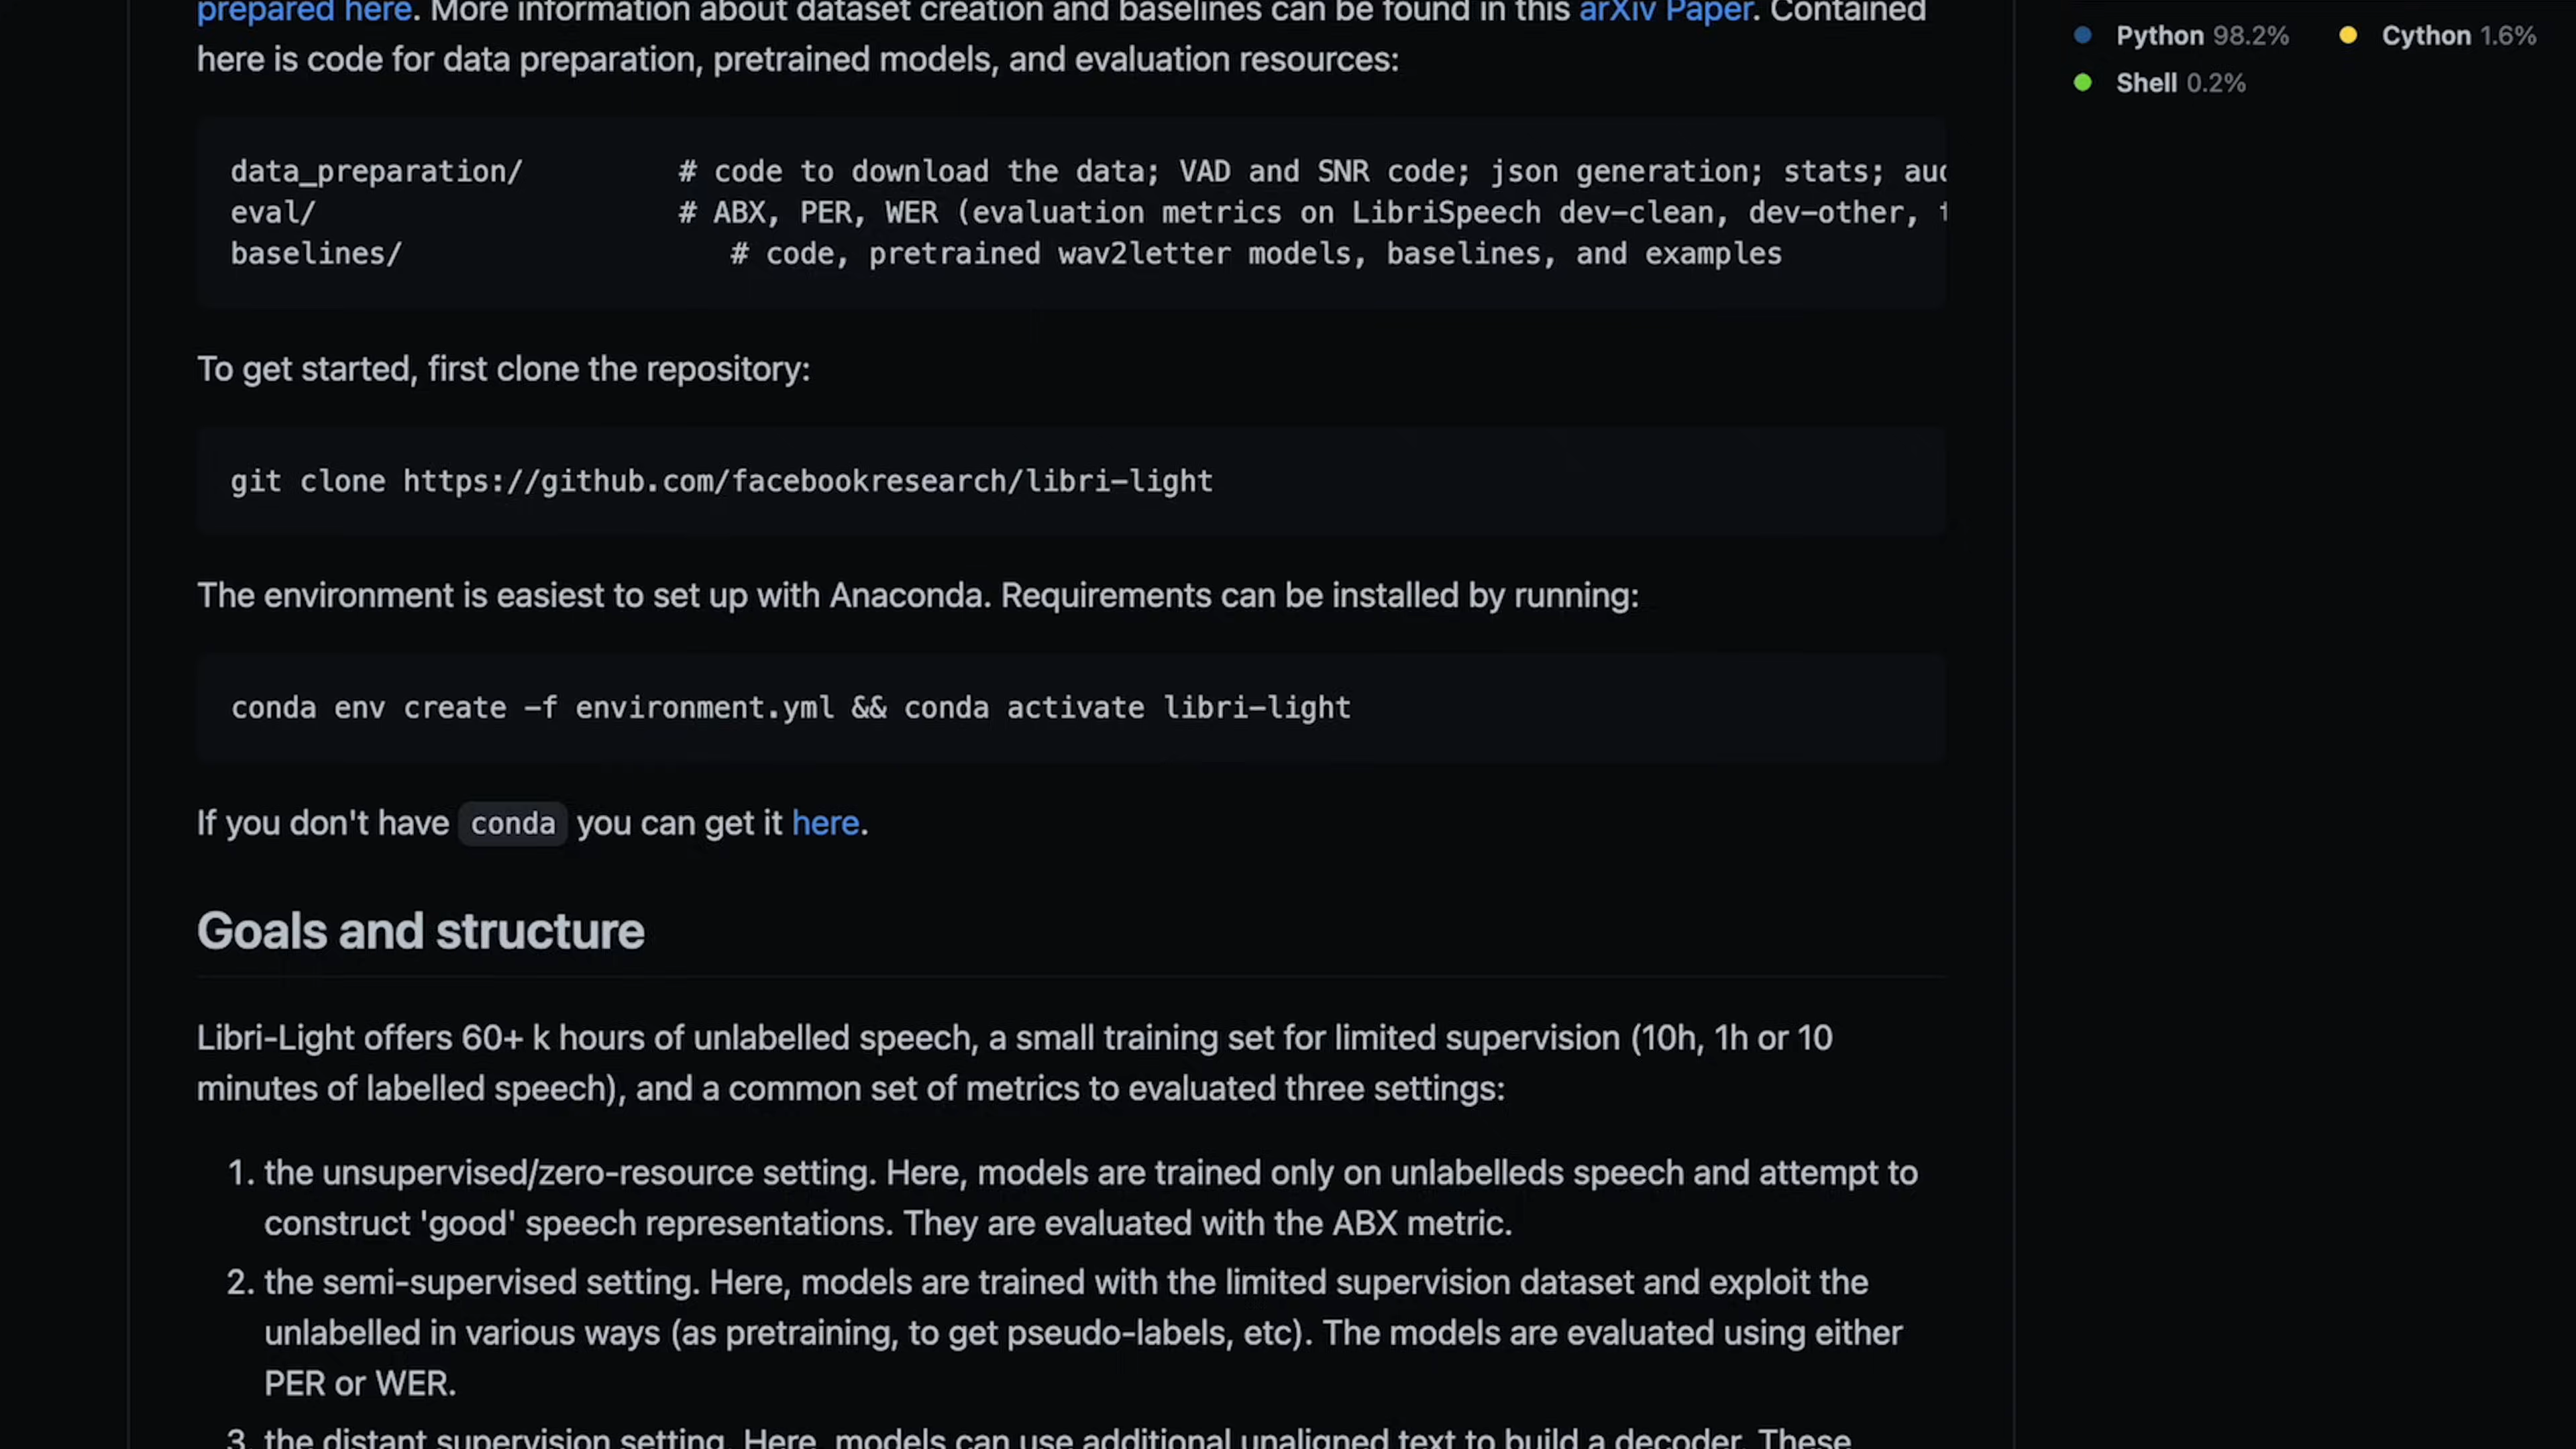 prepared here. More information about dataset creation and baselines can be found in this arXiv Paper. Contained
here is code for data preparation, pretrained models, and evaluation resources:
data_preparation/ # code to download the data; VAD and SNR code; json generation; stats;
eval/ # ABX, PER, WER (evaluation metrics on LibriSpeech dev-clean, dev-other,
baselines/ # code, pretrained wav2letter models, baselines, and examples
To get started, first clone the repository:
git clone https://github.com/facebookresearch/libri-light
The environment is easiest to set up with Anaconda. Requirements can be installed by running:
conda env create -f environment.yml && conda activate libri-light
If you don't have conda you can get it here.
Goals and structure
Libri-Light offers 60+ k hours of unlabelled speech, a small training set for limited supervision (10h, 1h or 10
minutes of labelled speech), and a common set of metrics to evaluated three settings:
1. the unsupervised/zero-resource setting. Here, models are trained only on unlabelleds speech and attempt to
construct 'good' speech representations. They are evaluated with the ABX metric.
2. the semi-supervised setting. Here, models are trained with the limited supervision dataset and exploit the
unlabelled in various ways (as pretraining, to get pseudo-labels, etc). The models are evaluated using either
PER or WER.
3. the distant supervision setting. Here, models can use additional unaligned text to build a decoder. These
Python 98.2% Cython 1.6%
Shell 0.2%